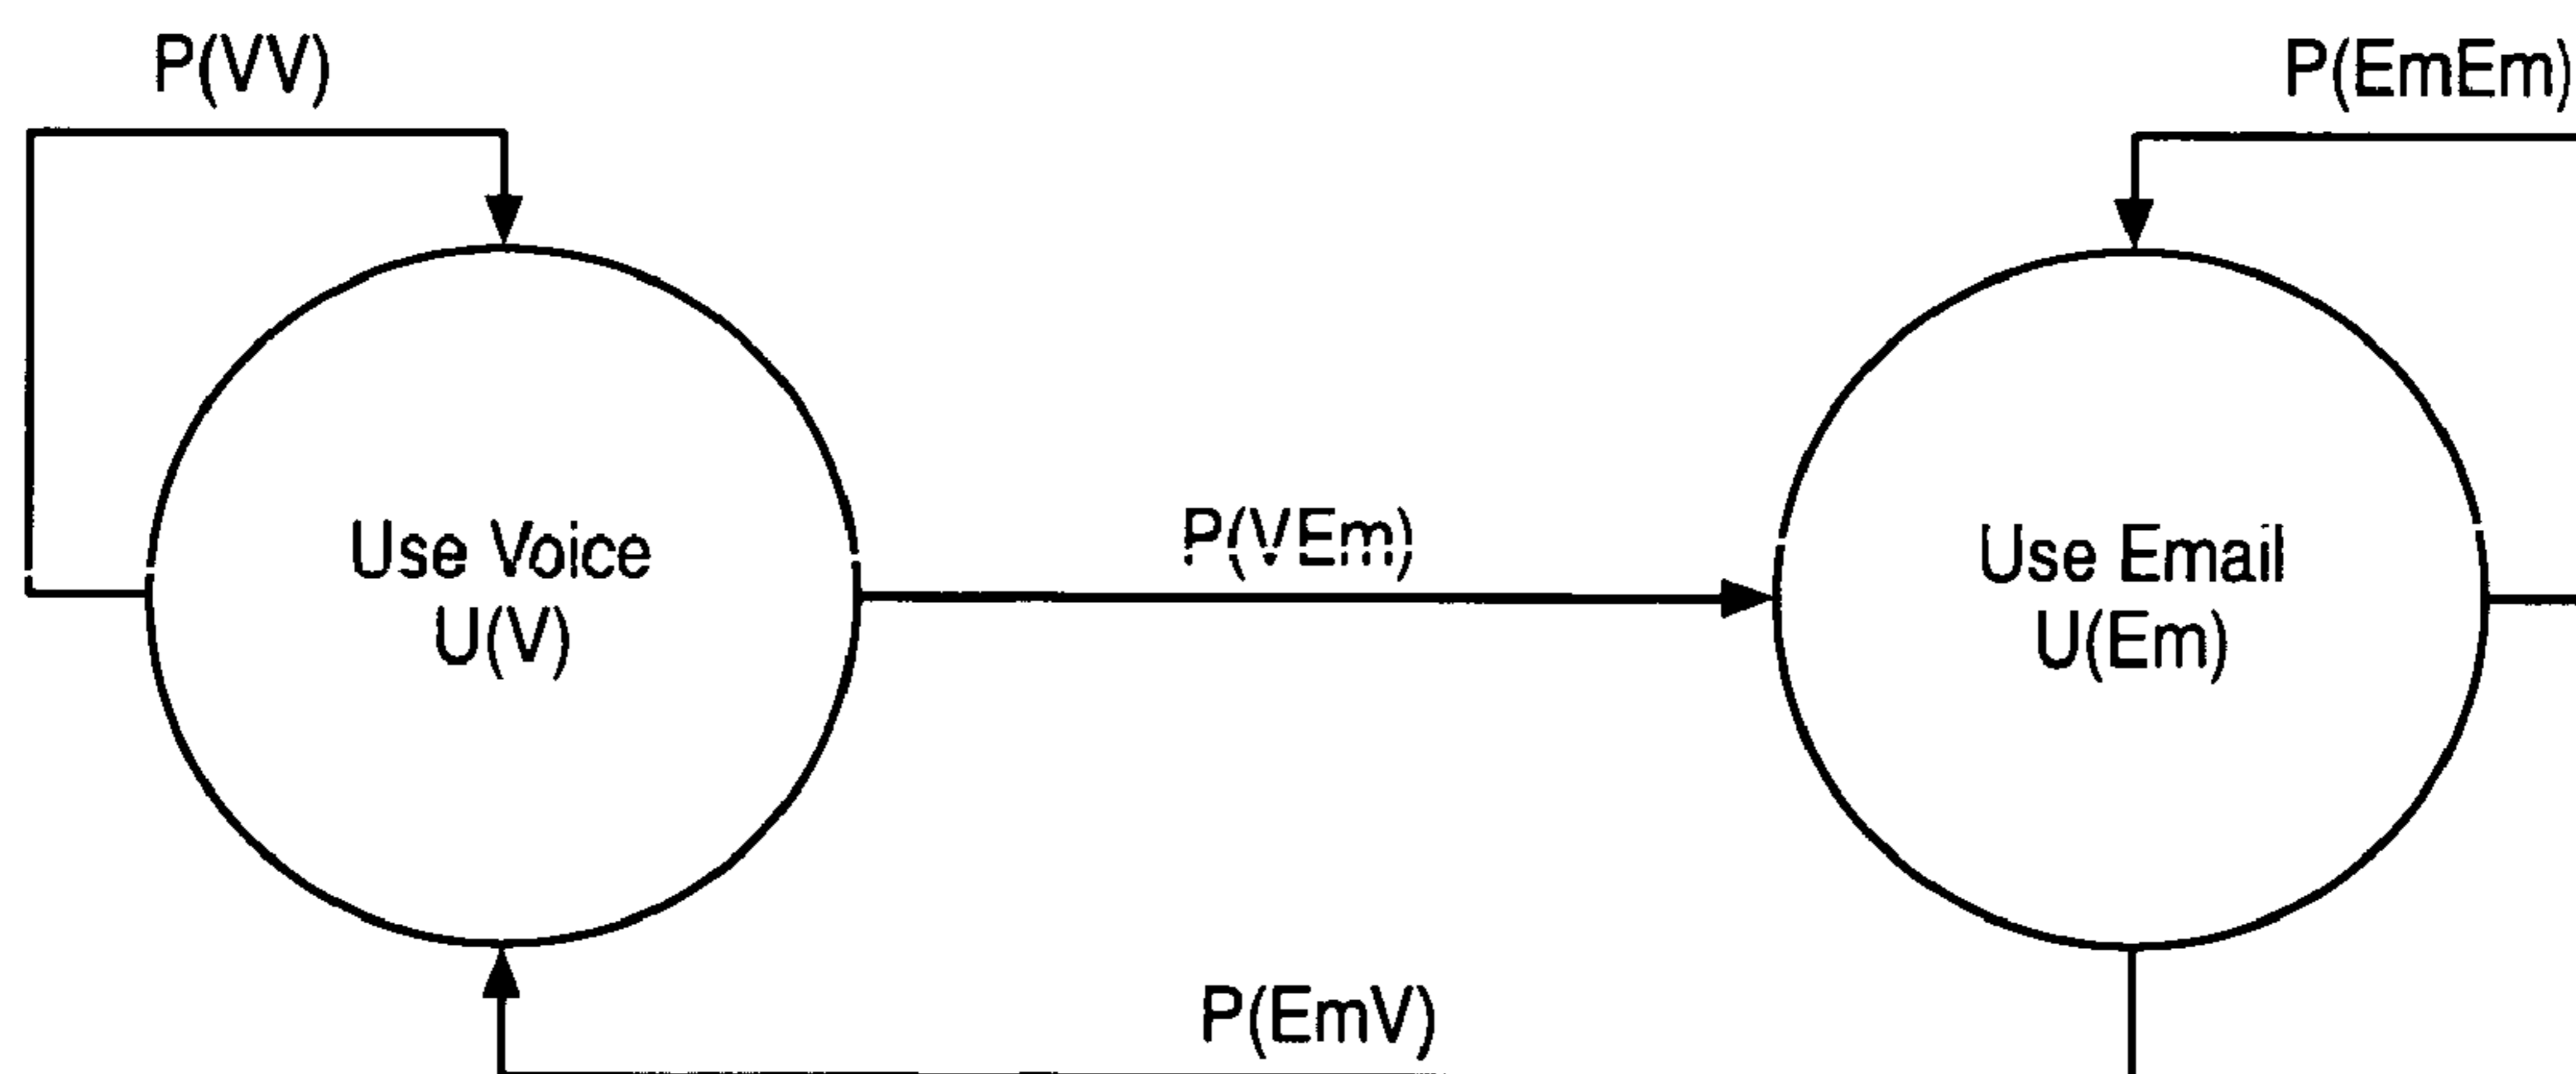 P(VV)
P(EmEm)
P(VEm)
Use Voice
U(V)
Use Email
U(Em)
P(EmV)